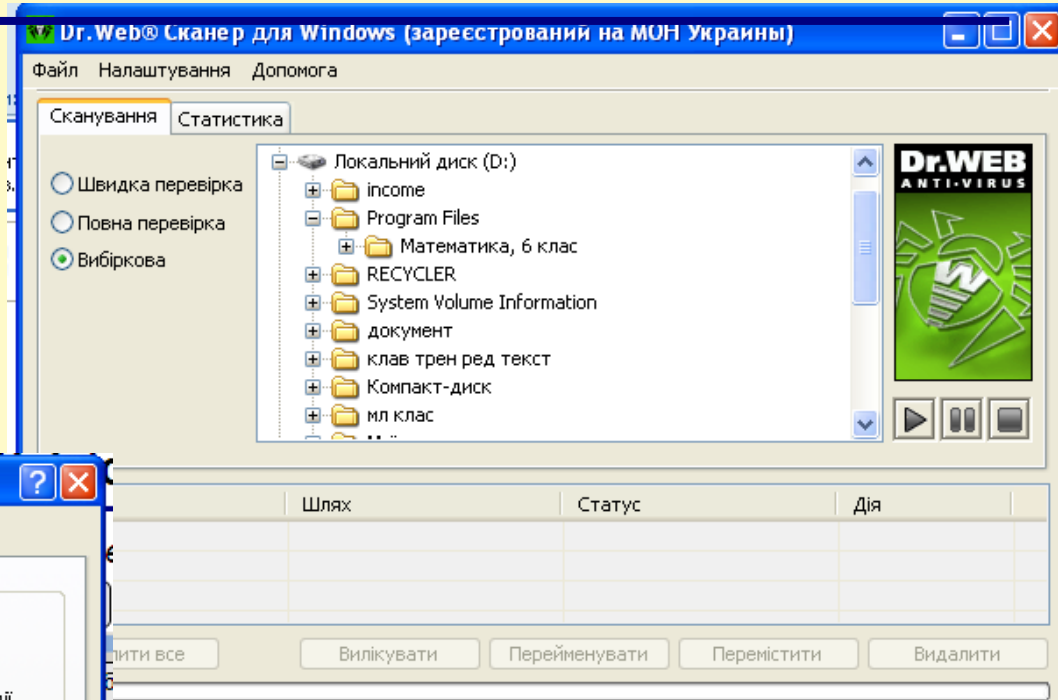 Dr.Web® Сканер для Windows (зареєстрований на МОН Украины)
Файл Налаштування Допомога
Сканування Статистика
Швидка перевірка
Повна перевірка
Вибіркова
Локальний диск (D:)
income
Program Files
Математика, 6 клас
RECYCLER
System Volume Information
документ
клав трен ред текст
Компакт-диск
мл клас
Dr.WEB
ANTI-VIRUS
Шлях Статус Дія
все Вилікувати Перейменувати Перемістити Видалити